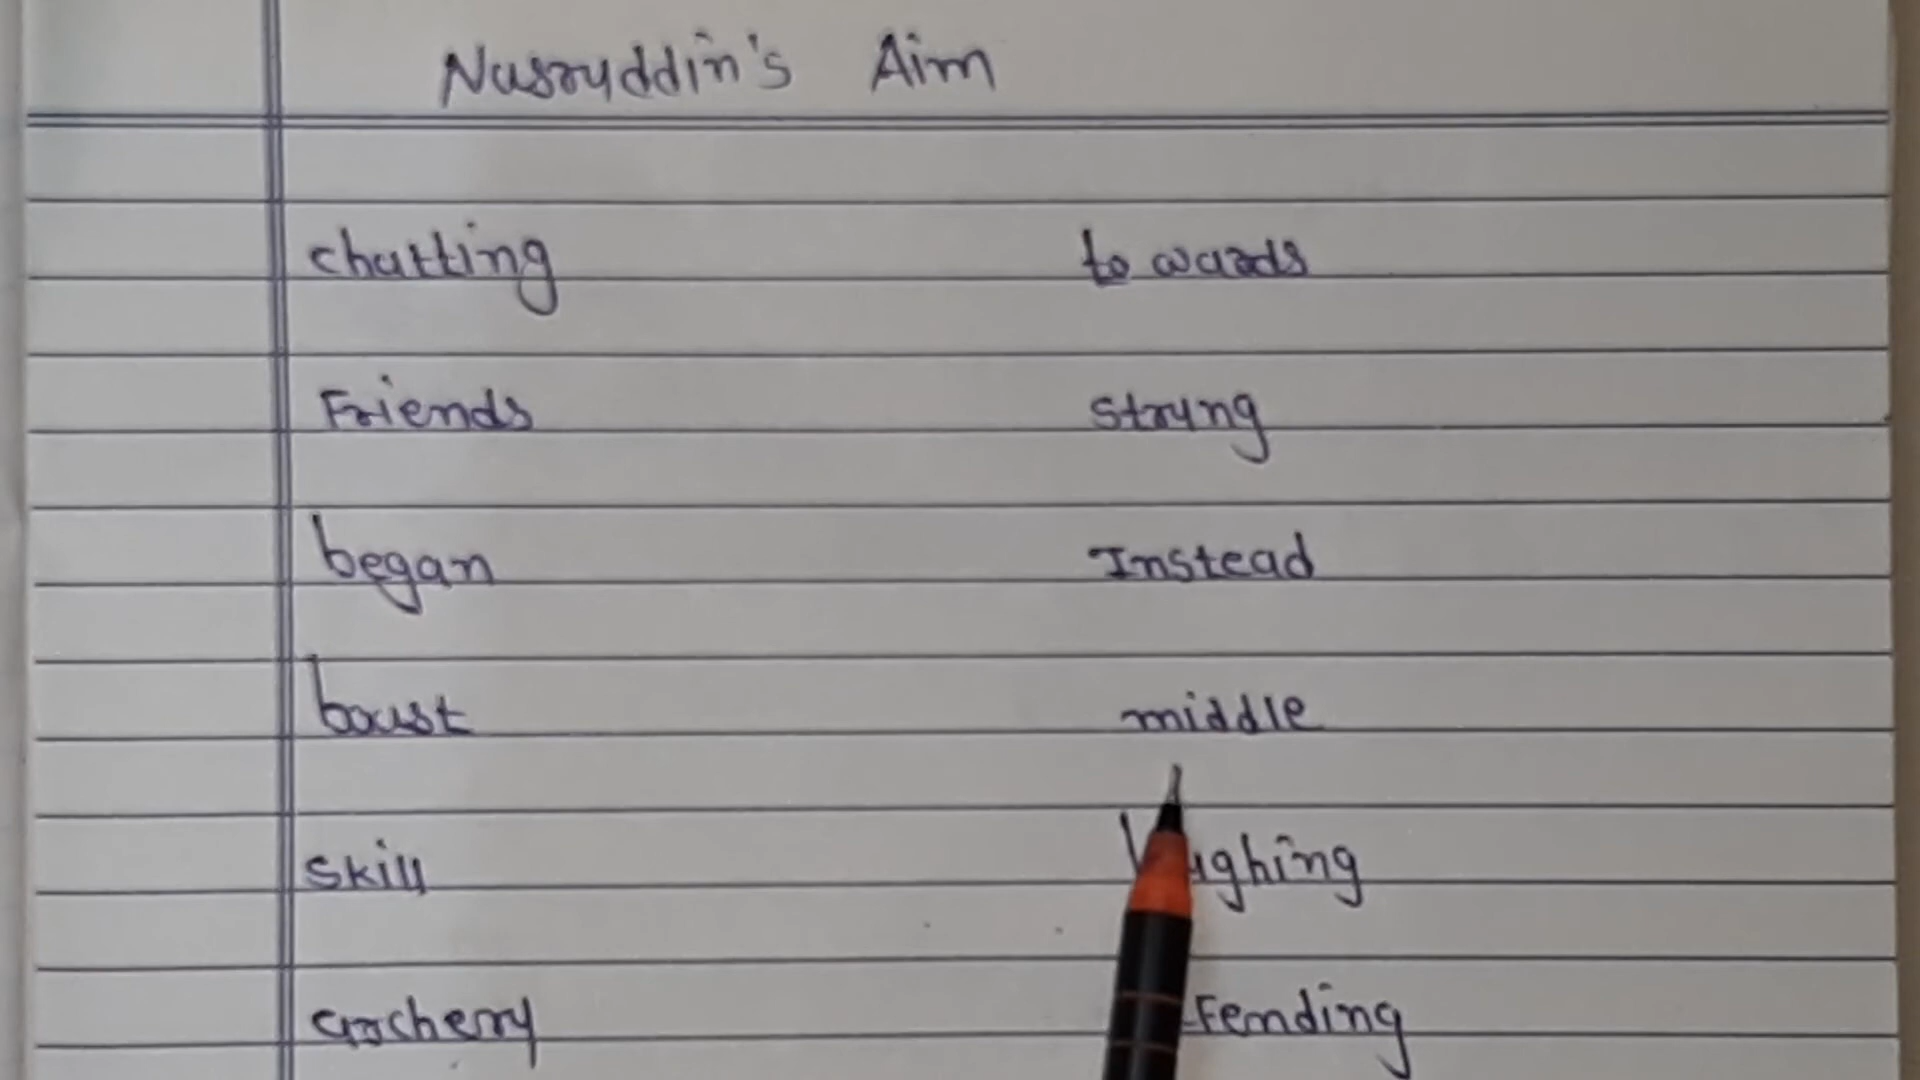 Nasruddin's Aim
chatting towards
Friends strung
began Instead
boast middle
skill
archery